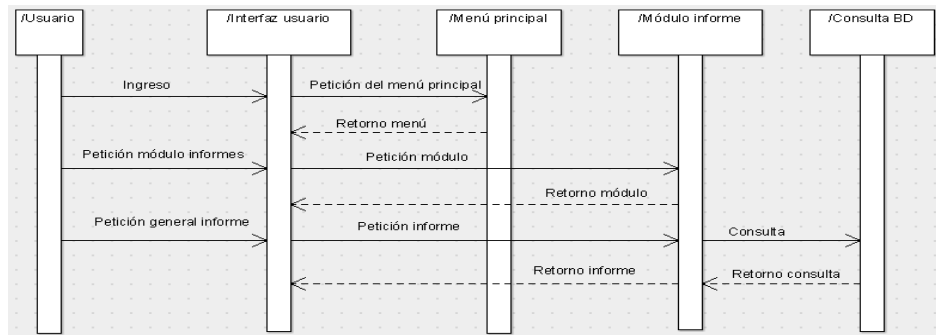 /Usuario
/Interfaz usuario
/Menú principal
/Módulo informe
/Consulta BD
Ingreso
Petición del menú principal
Retorno menú
Petición módulo informes
Petición módulo
Retorno módulo
Petición general informe
Petición informe
Consulta
Retorno informe
Retorno consulta